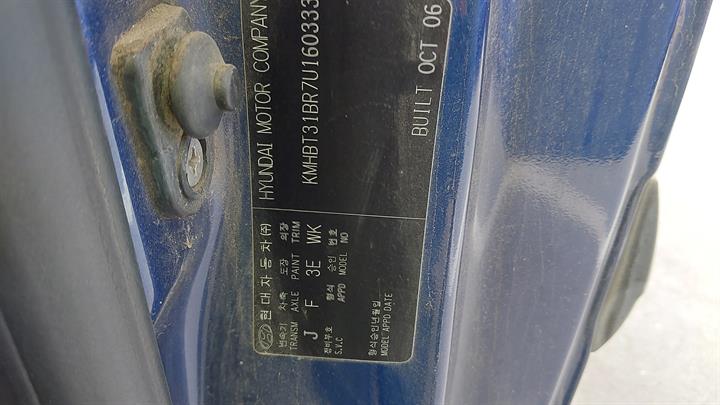 HYUNDAI MOTOR COMPANY
KMHBT31BR7U160333
BUILT OCT 06
현대자동차(주)
변속기 차축 도장 의장
TRANSM AXLE PAINT TRIM
J F 3E WK
정비부호 형식 승인 번호
S.V.C APPD MODEL NO
형식승인년월일
MODEL APPD DATE